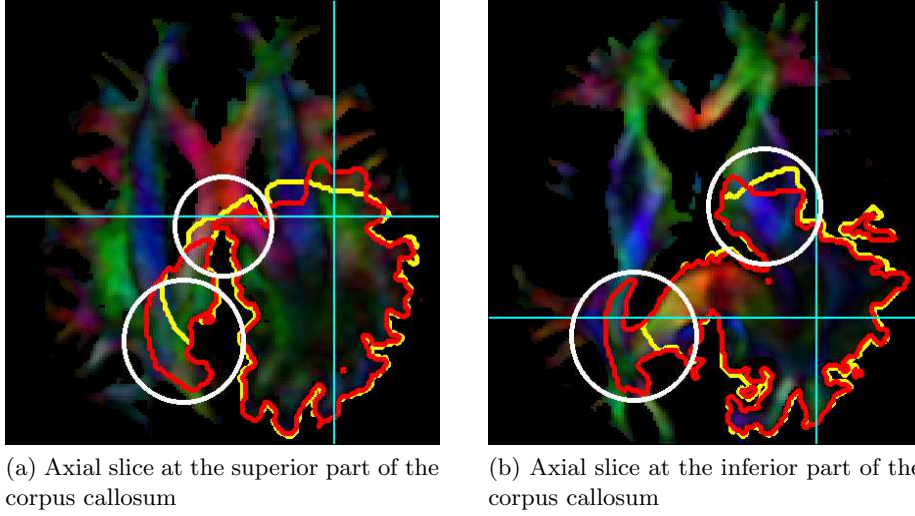 (a) Axial slice at the superior part of the
corpus callosum
(b) Axial slice at the inferior part of the
corpus callosum